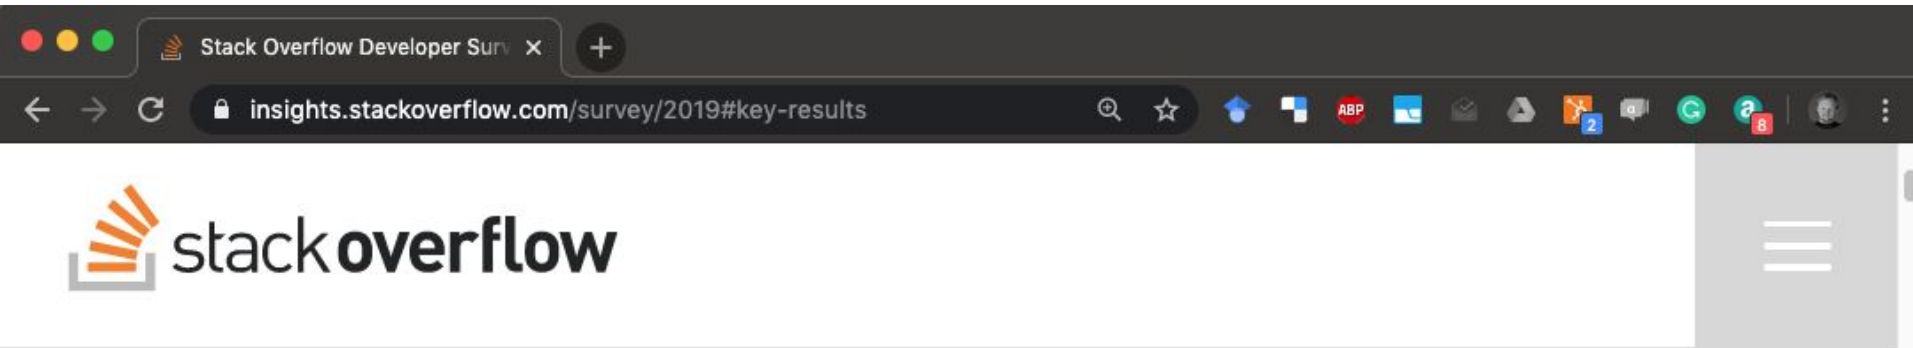 Stack Overflow Developer Surv
insights.stackoverflow.com/survey/2019#key-results
ABP
2
a
G
a
8
stackoverflow